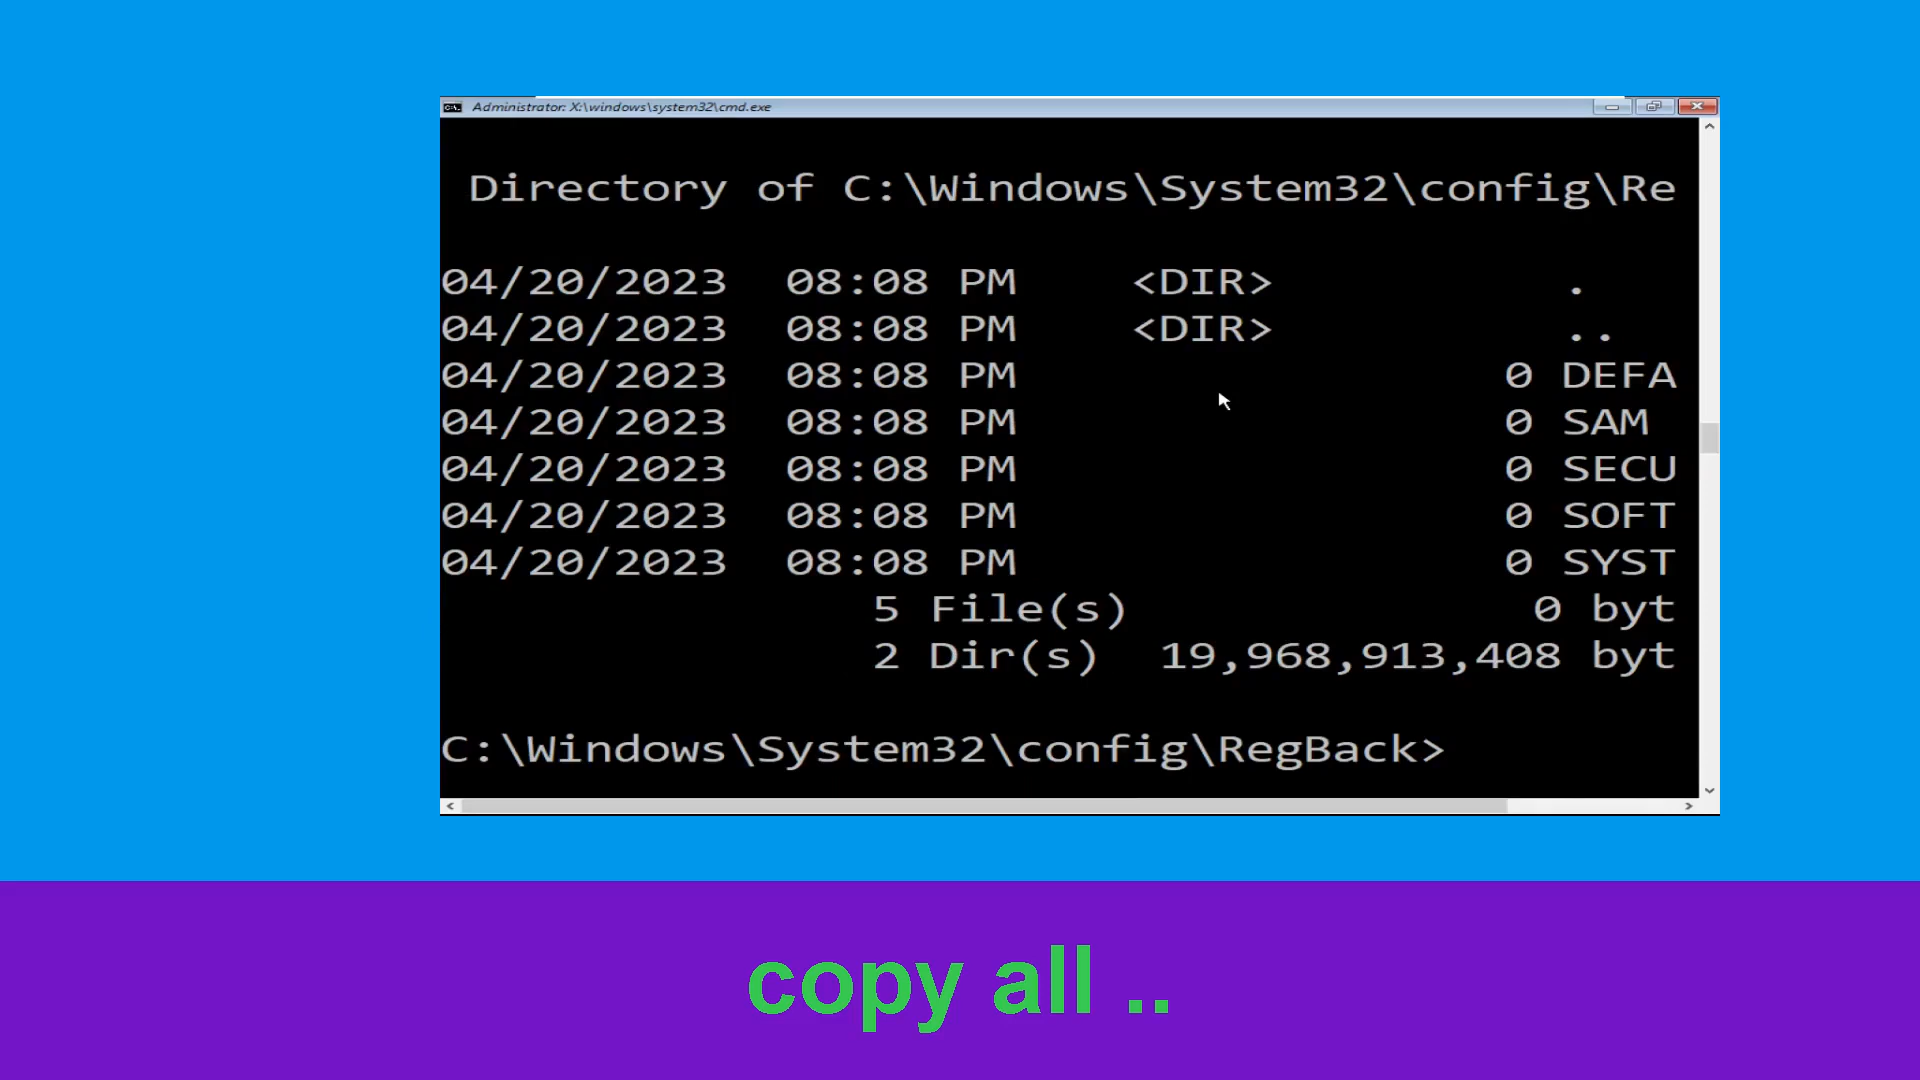 Administrator: X:\windows\system32\cmd.exe
Directory of C:\Windows\System32\config\Re
04/20/2023 08:08 PM <DIR> .
04/20/2023 08:08 PM <DIR> ..
04/20/2023 08:08 PM 0 DEFA
04/20/2023 08:08 PM 0 SAM
04/20/2023 08:08 PM 0 SECU
04/20/2023 08:08 PM 0 SOFT
04/20/2023 08:08 PM 0 SYST
5 File(s) 0 byt
2 Dir(s) 19,968,913,408 byt
C:\Windows\System32\config\RegBack>
copy all ..